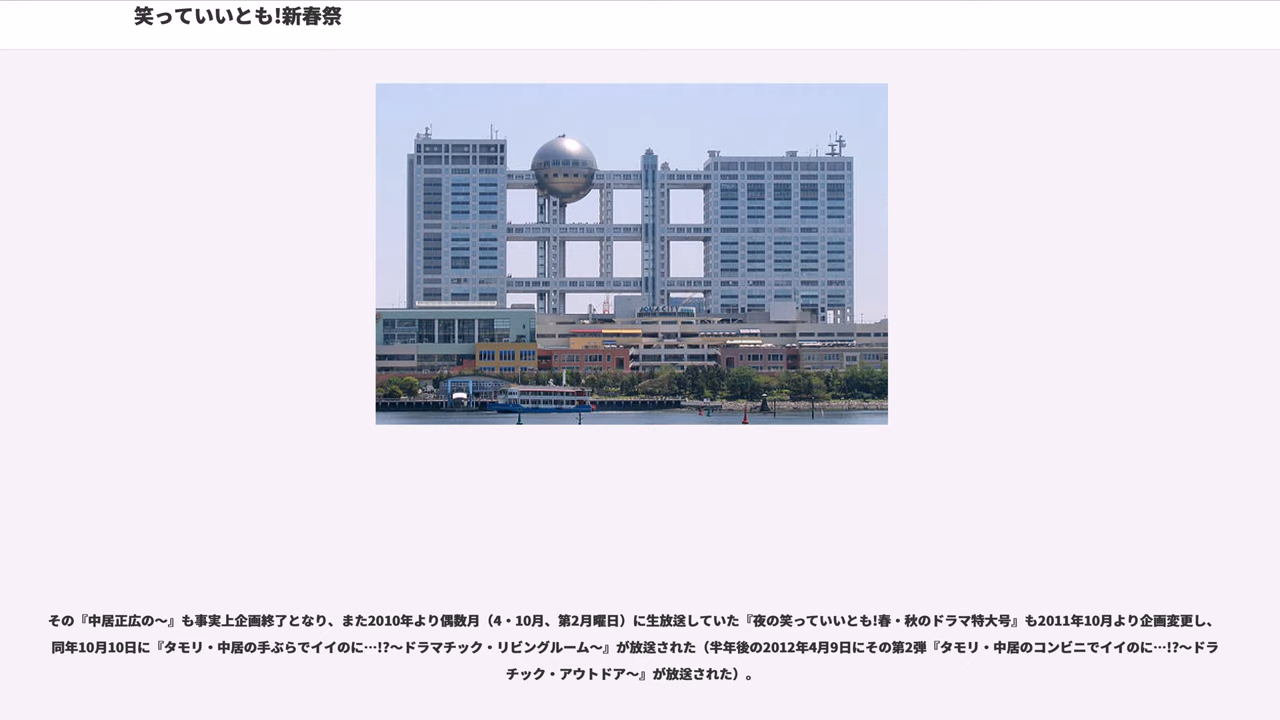 笑っていいとも!新春祭
AQUA CITY
その『中居正広の〜』も事実上企画終了となり、また2010年より偶数月（4・10月、第2月曜日）に生放送していた『夜の笑っていいとも!春・秋のドラマ特大号』も2011年10月より企画変更し、
同年10月10日に『タモリ・中居の手ぶらでイイのに…!?〜ドラマチック・リビングルーム〜』が放送された（半年後の2012年4月9日にその第2弾『タモリ・中居のコンビニでイイのに…!?〜ドラマ
チック・アウトドア〜』が放送された）。